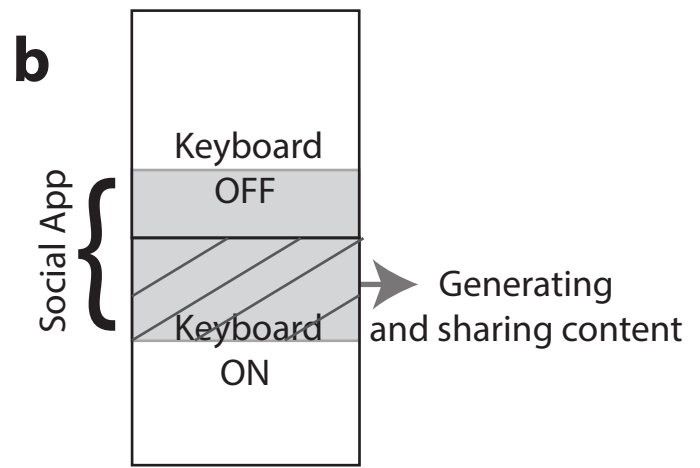 b
Keyboard
OFF
Social App
Keyboard
ON
Generating
and sharing content